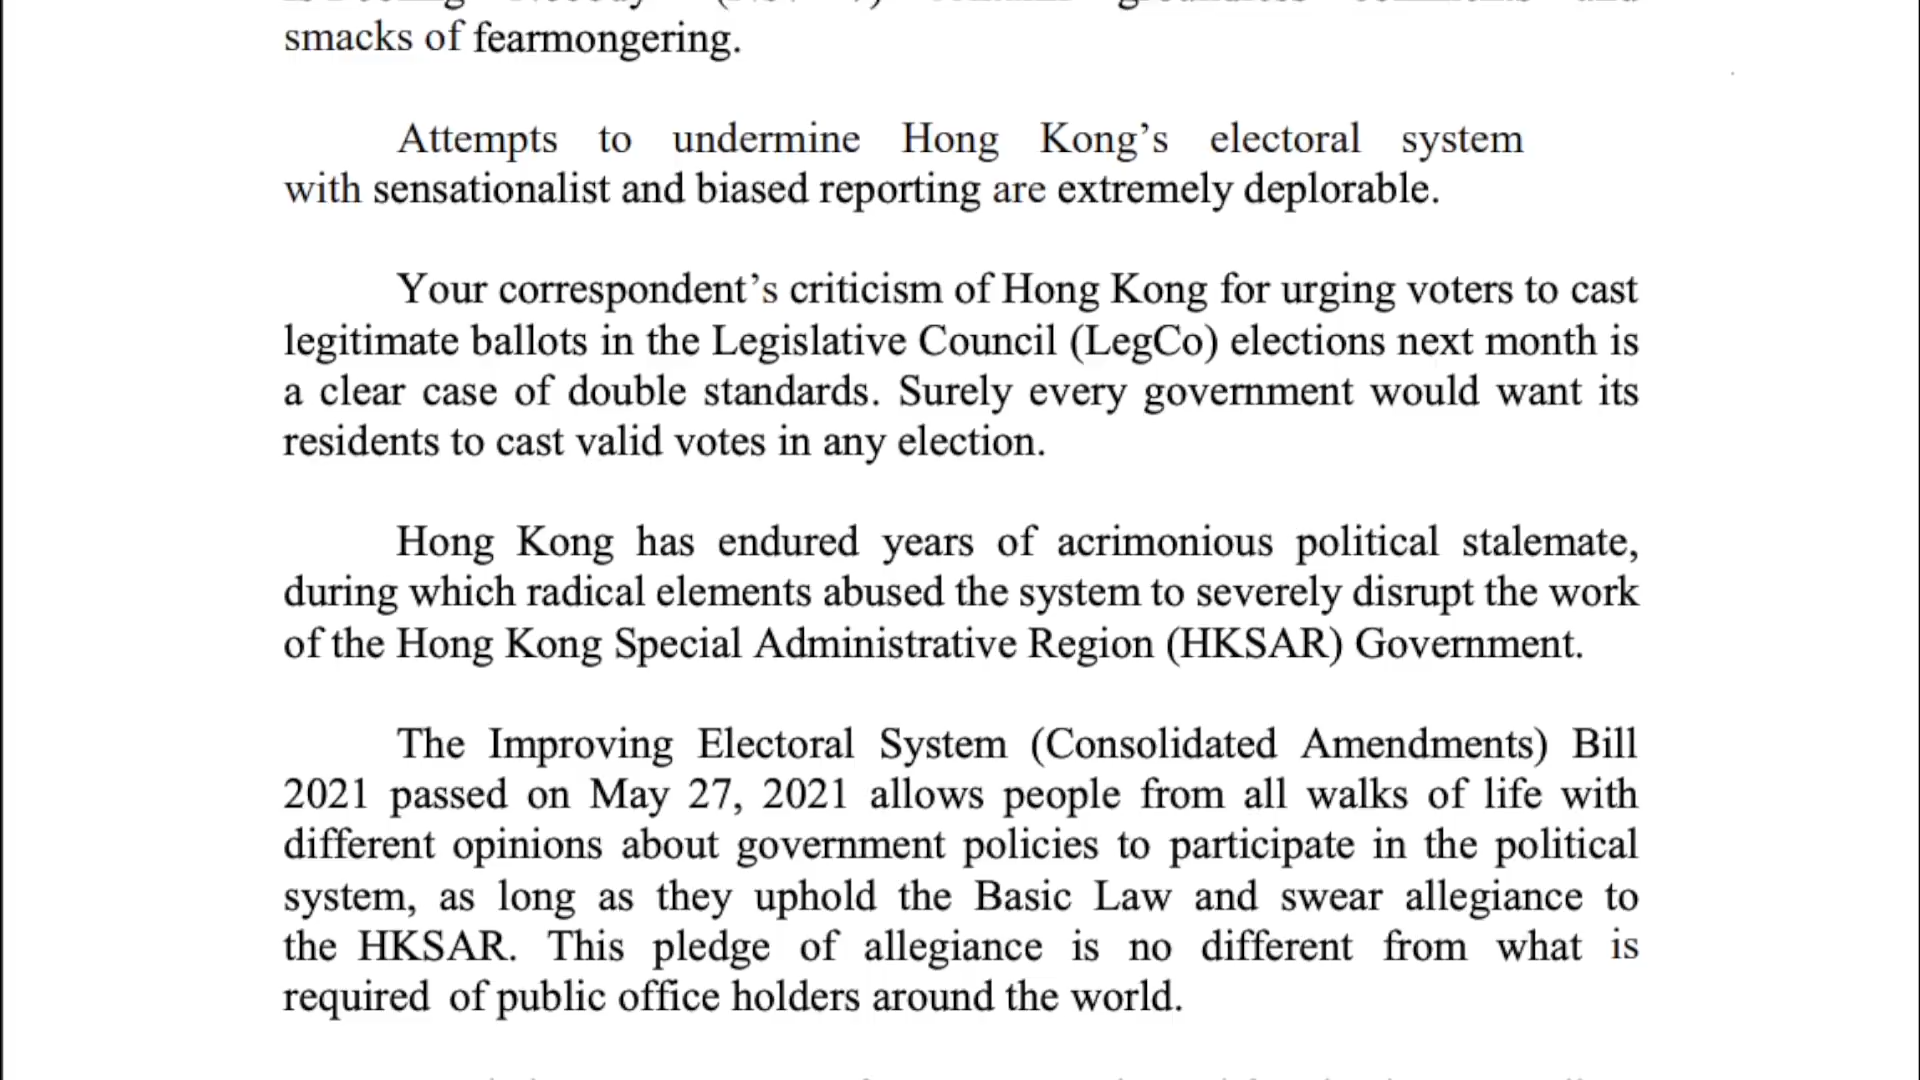 smacks of fearmongering.
Attempts to undermine Hong Kong’s electoral system
with sensationalist and biased reporting are extremely deplorable.
Your correspondent’s criticism of Hong Kong for urging voters to cast
legitimate ballots in the Legislative Council (LegCo) elections next month is
a clear case of double standards. Surely every government would want its
residents to cast valid votes in any election.
Hong Kong has endured years of acrimonious political stalemate,
during which radical elements abused the system to severely disrupt the work
of the Hong Kong Special Administrative Region (HKSAR) Government.
The Improving Electoral System (Consolidated Amendments) Bill
2021 passed on May 27, 2021 allows people from all walks of life with
different opinions about government policies to participate in the political
system, as long as they uphold the Basic Law and swear allegiance to
the HKSAR. This pledge of allegiance is no different from what is
required of public office holders around the world.